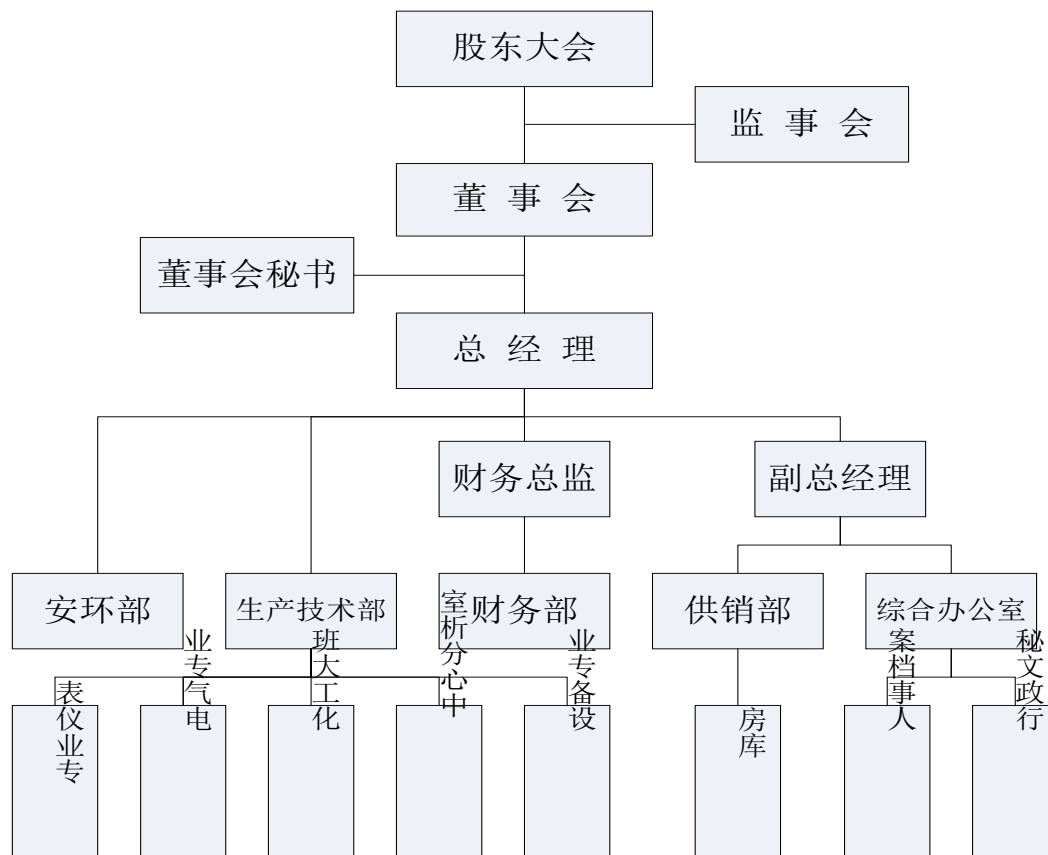 股东大会
监 事 会
董 事 会
董事会秘书
总 经 理
财务总监
副总经理
安环部
生产技术部
财务部
供销部
综合办公室
表仪业专
业专气电
班大工化
室析分心中
业专备设
房库
案档事人
秘文政行